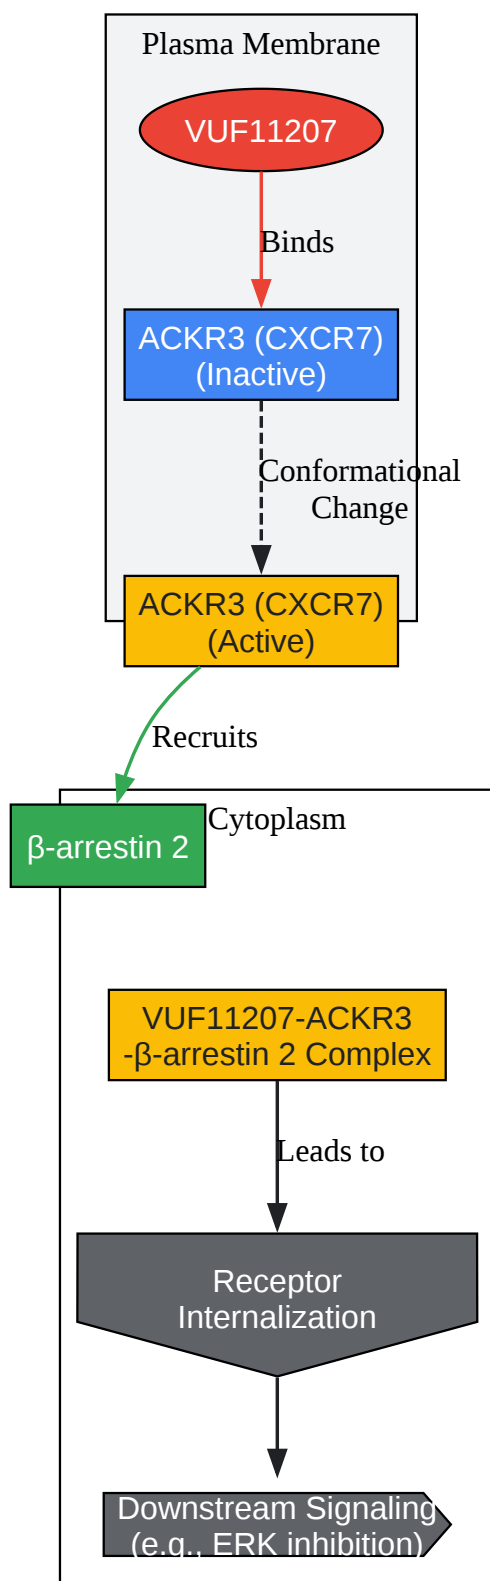 Plasma Membrane
VUF11207
Binds
ACKR3 (CXCR7)
(Inactive)
Conformational
Change
ACKR3 (CXCR7)
(Active)
Recruits
Cytoplasm
β-arrestin 2
VUF11207-ACKR3
-β-arrestin 2 Complex
Leads to
Receptor
Internalization
Downstream Signaling
(e.g., ERK inhibition)